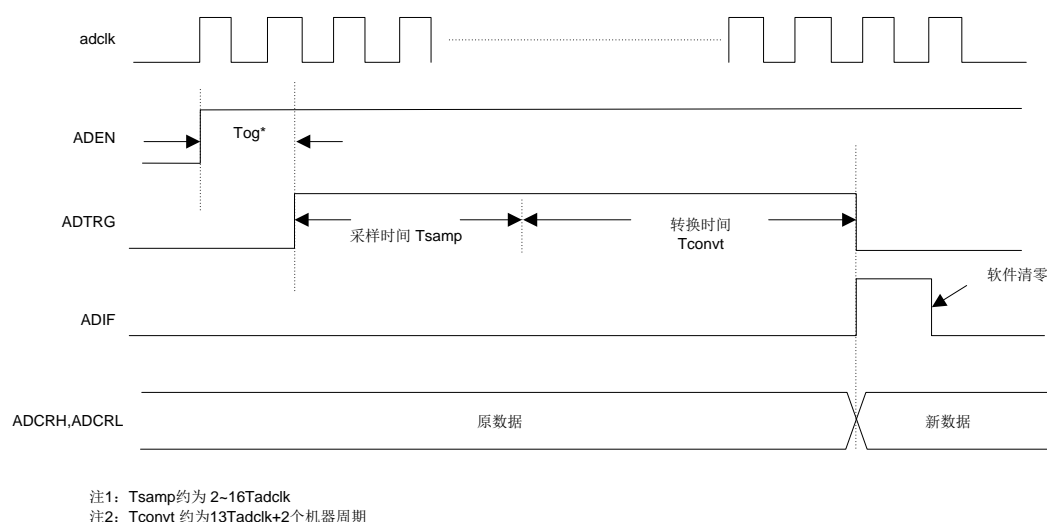 adclk
ADEN
Tog*
ADTRG
采样时间 Tsamp
转换时间
Tconvt
软件清零
ADIF
ADCRH,ADCRL
原数据
新数据
注1：Tsamp约为 2~16Tadclk
注2：Tconvt 约为13Tadclk+2个机器周期